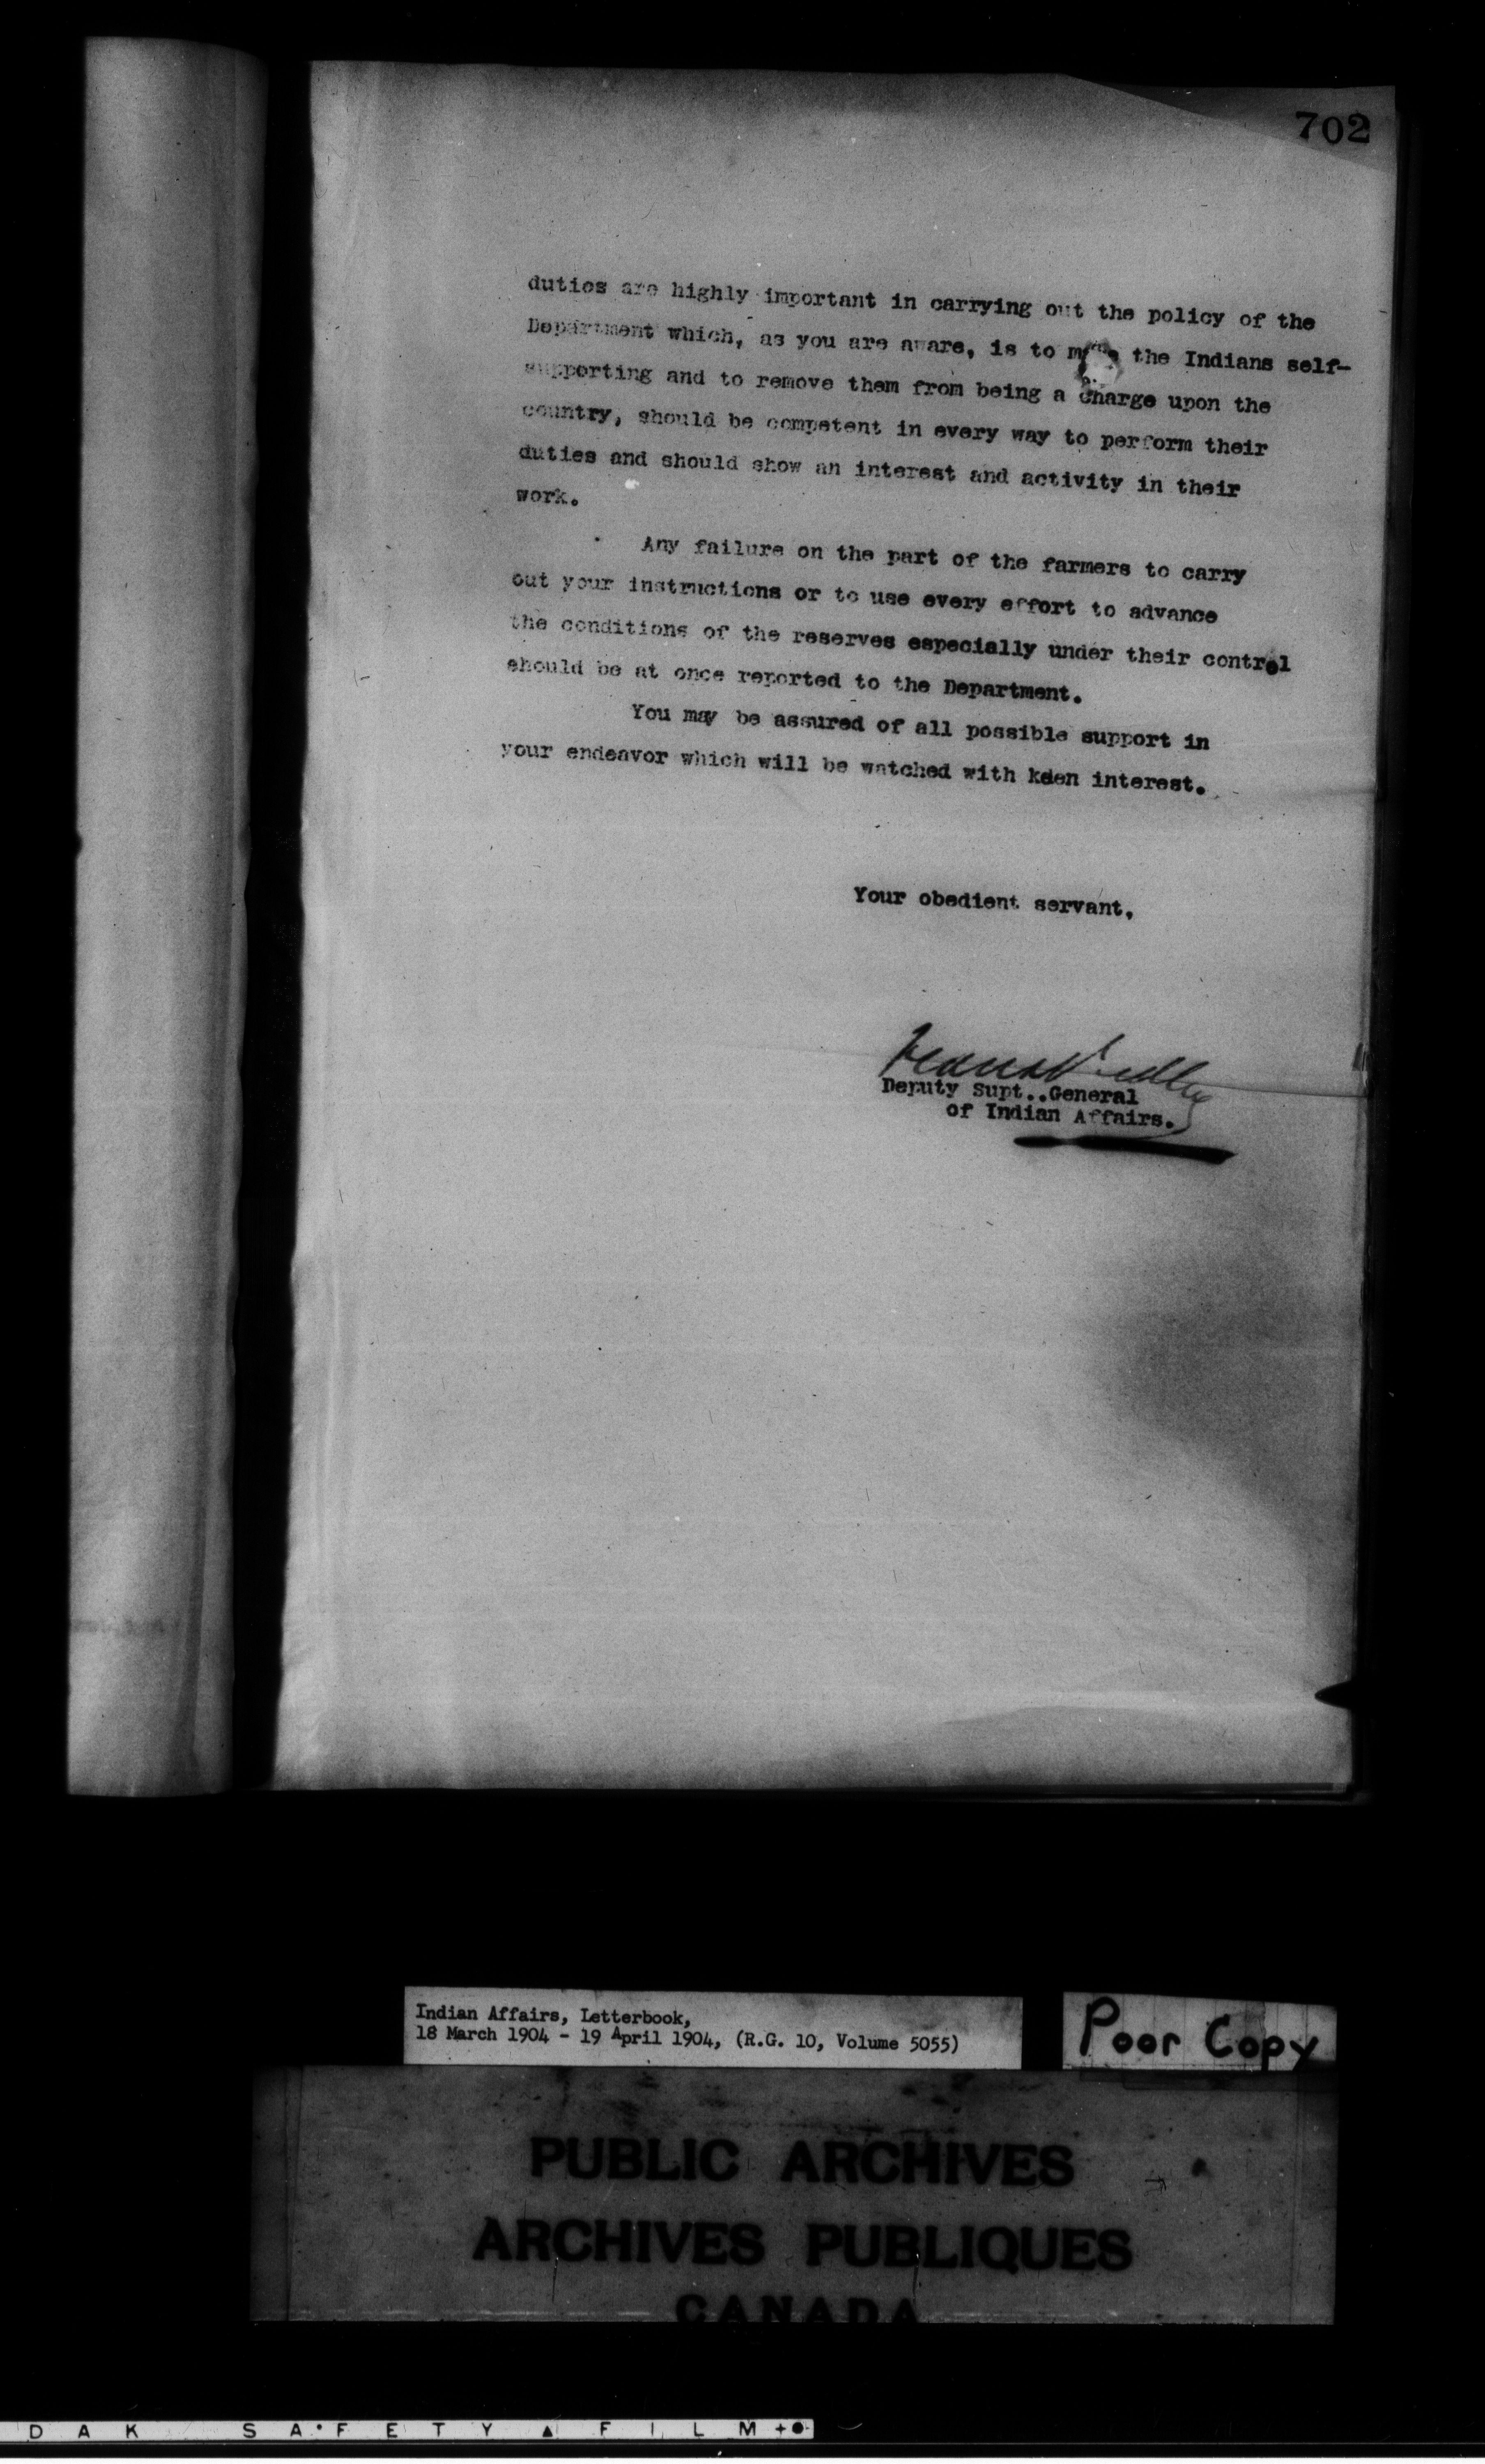 702
duties are highly important in carrying out the policy of the
Department which, as you are aware, is to the Indians self-
supporting and to remove them from being a charge upon the
country, should be competent in every way to perform their
duties and should show an interest and activity in their
work.
Any failure on the part of the farmers to carry
out your instructions or to use every effort to advance
the conditions of the reserves especially under their control
should be at once reported to the Department.
You may be assured of all possible support in
your endeavor which will be watched with keen interest.
Your obedient servant,
Deputy Supt..General
of Indian Affairs.
Indian Affairs, Letterbook,
18 March 1904 - 19 April 1904, (R.G. 10, Volume 5055)
Poor Copy
PUBLIC ARCHIVES
ARCHIVES PUBLIQUES
CANADA
DAK SAFETY FILM